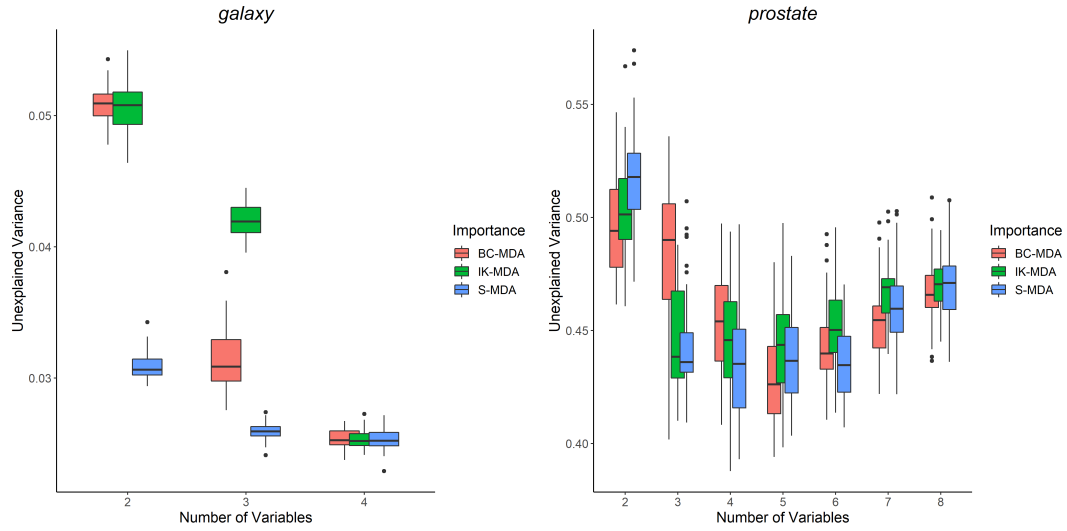 galaxy
Unexplained Variance
0.05
0.04
0.03
2
3
4
Number of Variables
Importance
BC-MDA
IK-MDA
S-MDA
prostate
Unexplained Variance
0.55
0.50
0.45
0.40
2
3
4
5
6
7
8
Number of Variables
Importance
BC-MDA
IK-MDA
S-MDA